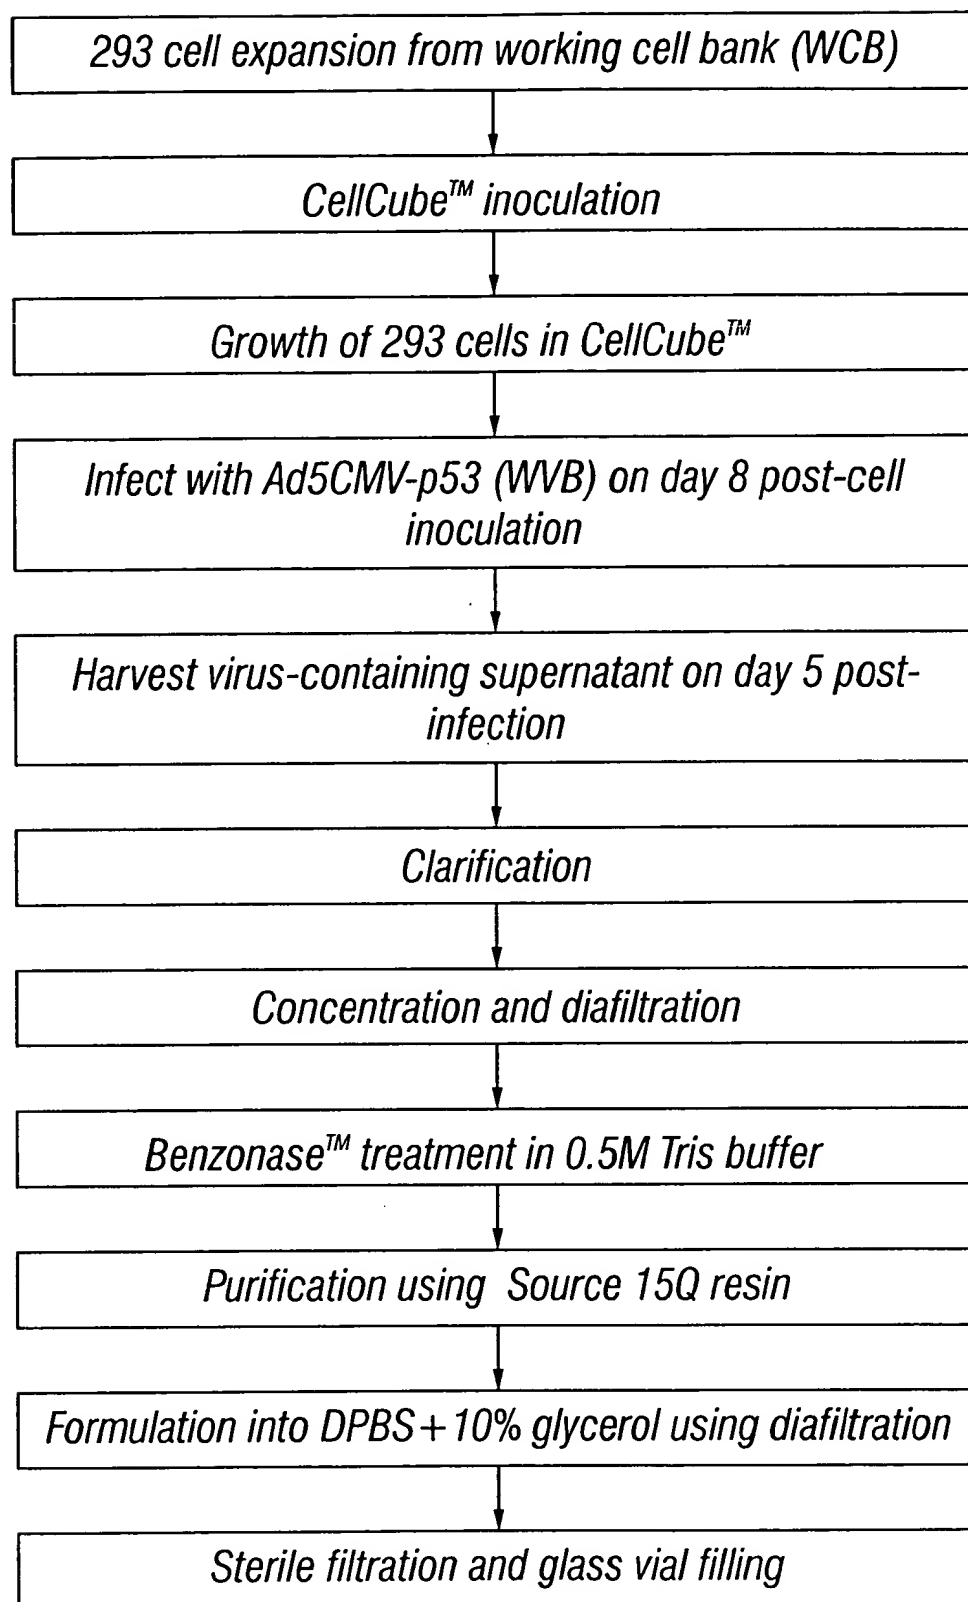 293 cell expansion from working cell bank (WCB)
CellCube™ inoculation
Growth of 293 cells in CellCube™
Infect with Ad5CMV-p53 (WVB) on day 8 post-cell
inoculation
Harvest virus-containing supernatant on day 5 post-
infection
Clarification
Concentration and diafiltration
Benzonase™ treatment in 0.5M Tris buffer
Purification using Source 15Q resin
Formulation into DPBS+10% glycerol using diafiltration
Sterile filtration and glass vial filling